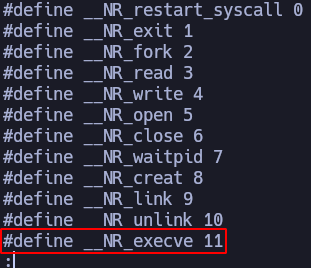 #define __NR_restart_syscall 0
#define __NR_exit 1
#define __NR_fork 2
#define __NR_read 3
#define __NR_write 4
#define __NR_open 5
#define __NR_close 6
#define __NR_waitpid 7
#define __NR_creat 8
#define __NR_link 9
#define __NR_unlink 10
#define __NR_execve 11
: